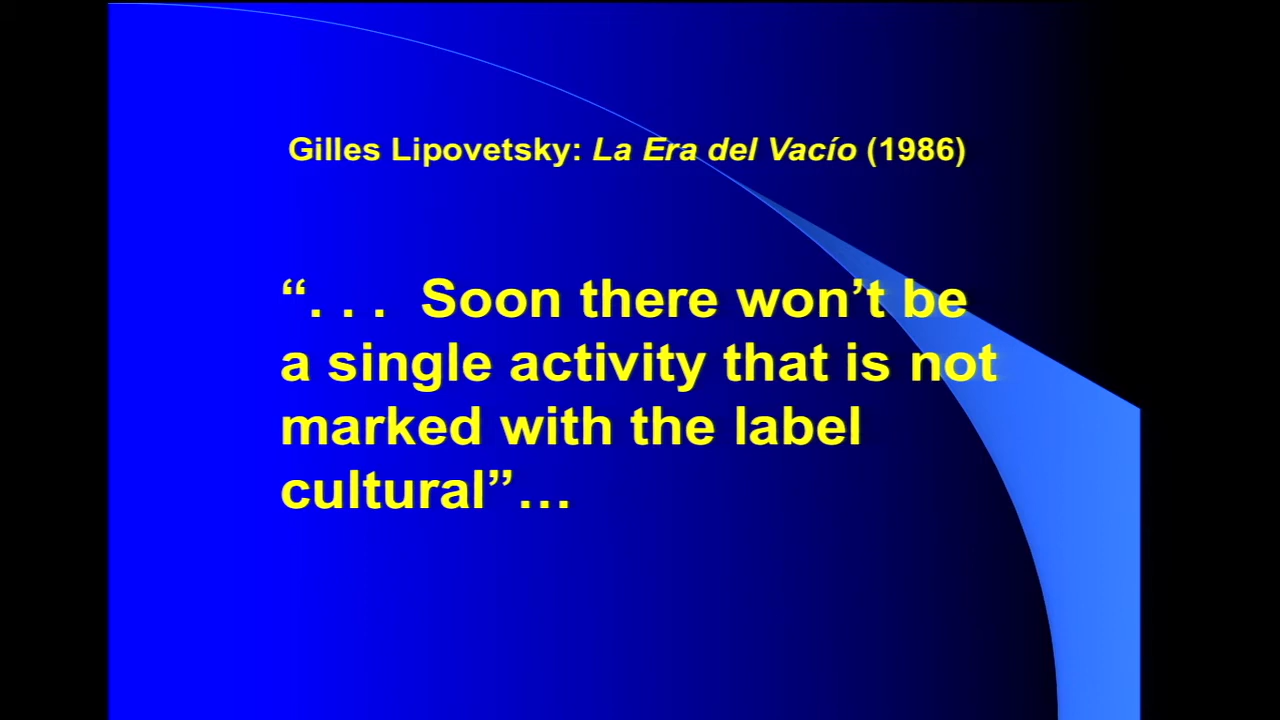 Gilles Lipovetsky: La Era del Vacío (1986)
“. . .  Soon there won’t be
a single activity that is not
marked with the label
cultural”…